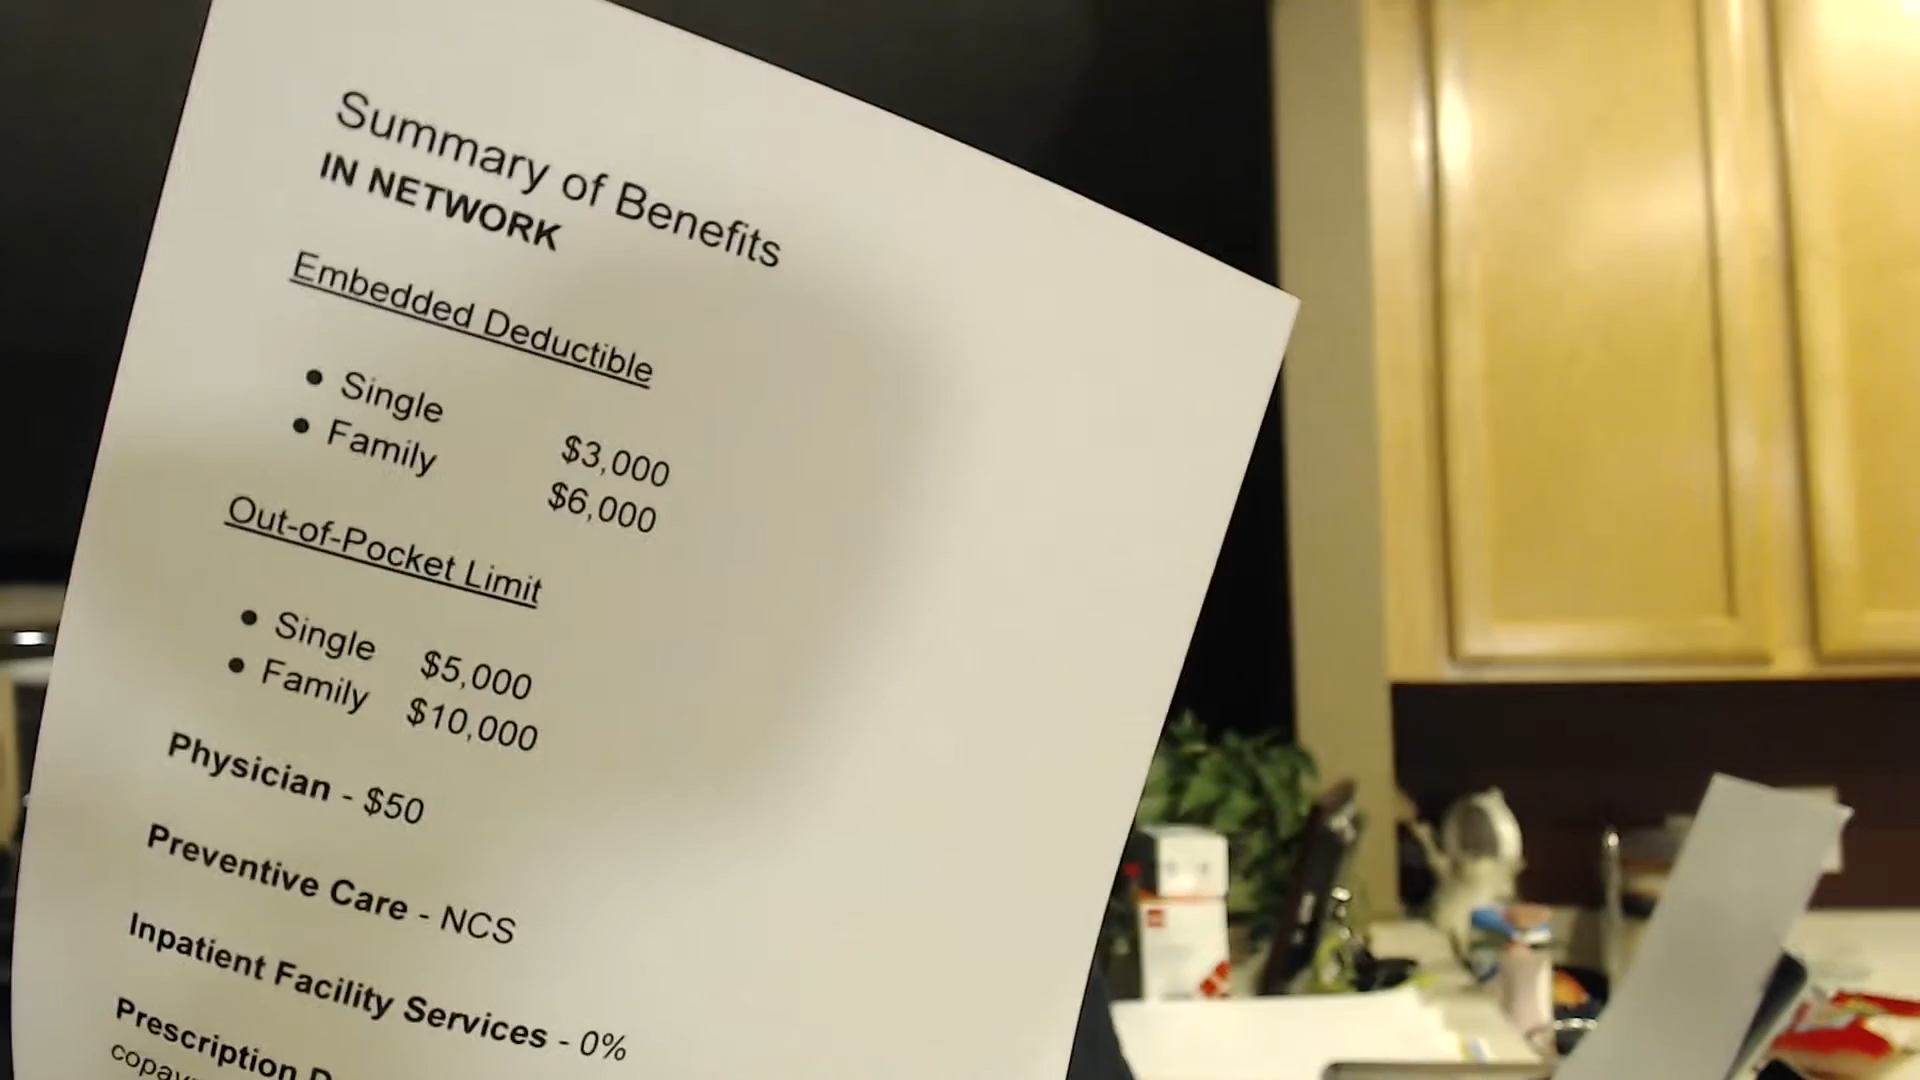 Summary of Benefits
IN NETWORK
Embedded Deductible
● Single $3,000
● Family $6,000
Out-of-Pocket Limit
● Single $5,000
● Family $10,000
Physician - $50
Preventive Care - NCS
Inpatient Facility Services - 0%
Prescription